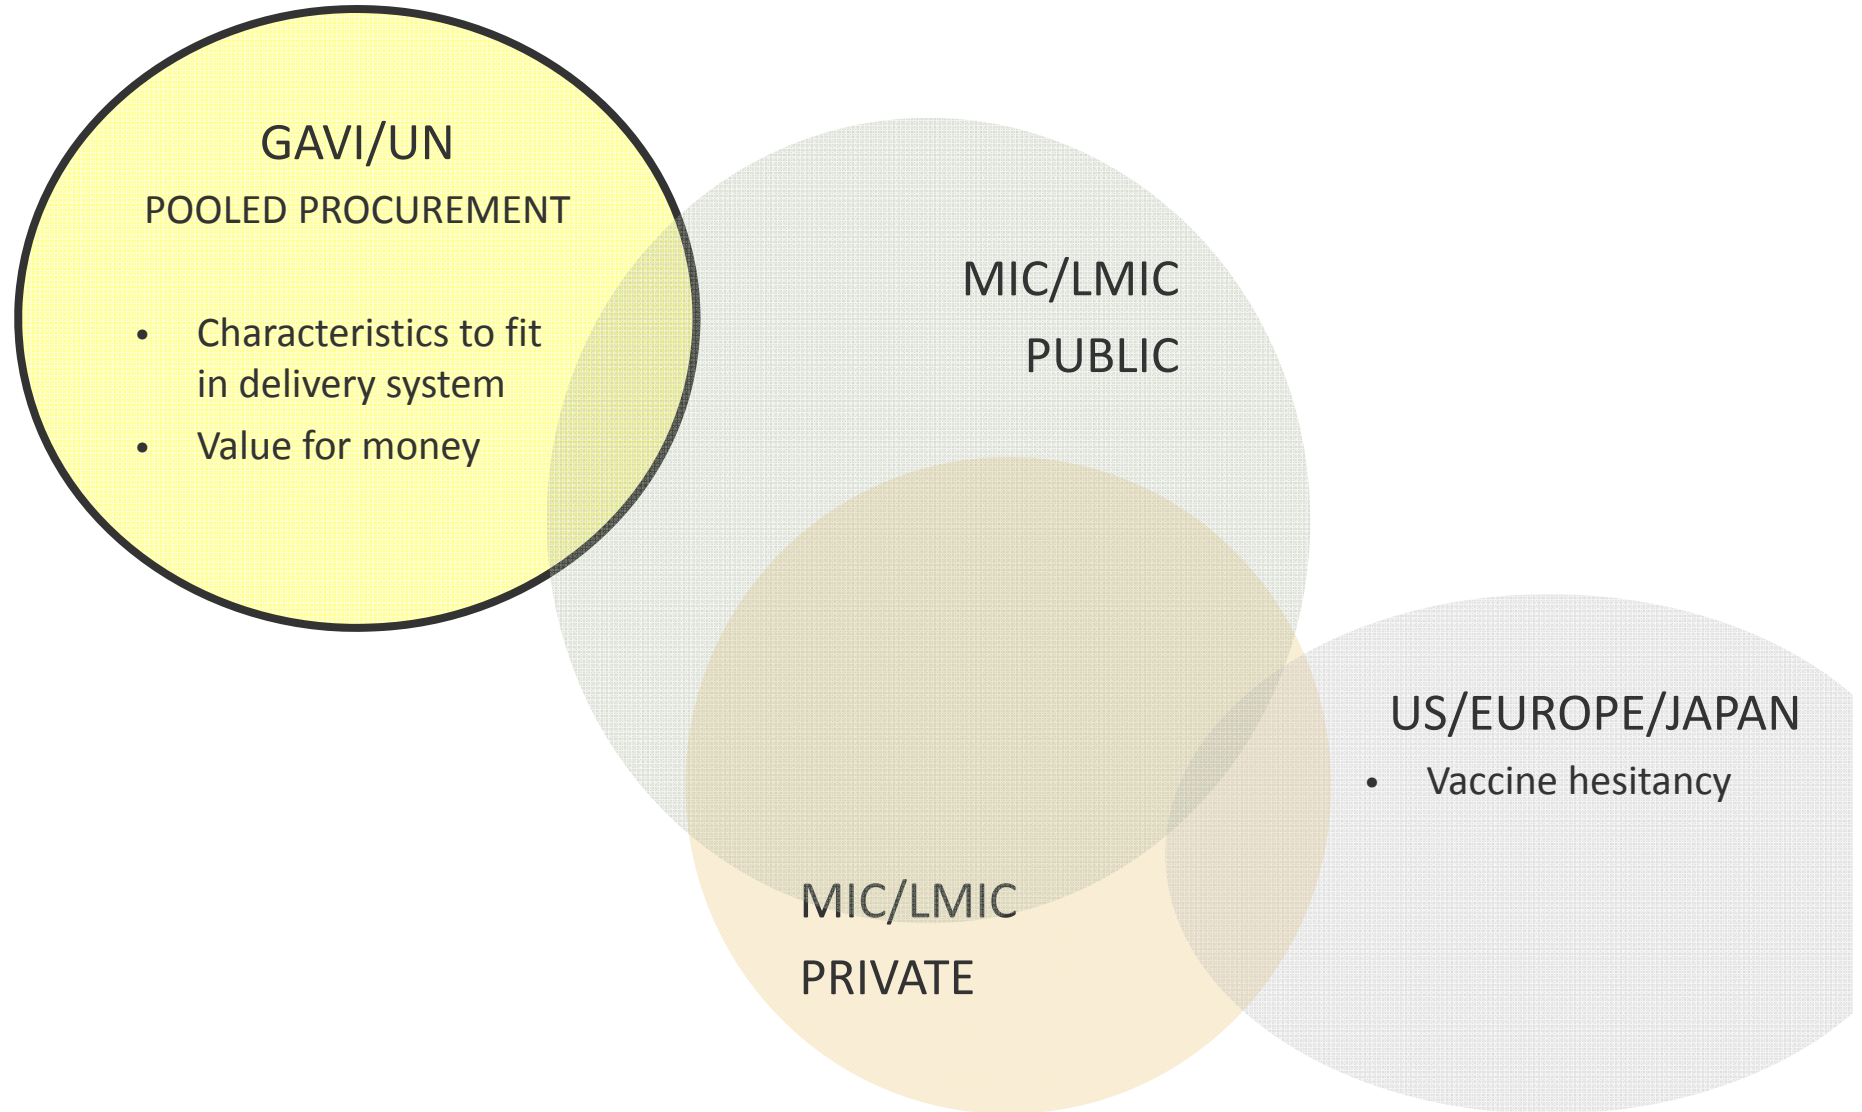 GAVI/UN
POOLED PROCUREMENT
• Characteristics to fit
in delivery system
• Value for money
MIC/LMIC
PUBLIC
US/EUROPE/JAPAN
• Vaccine hesitancy
MIC/LMIC
PRIVATE